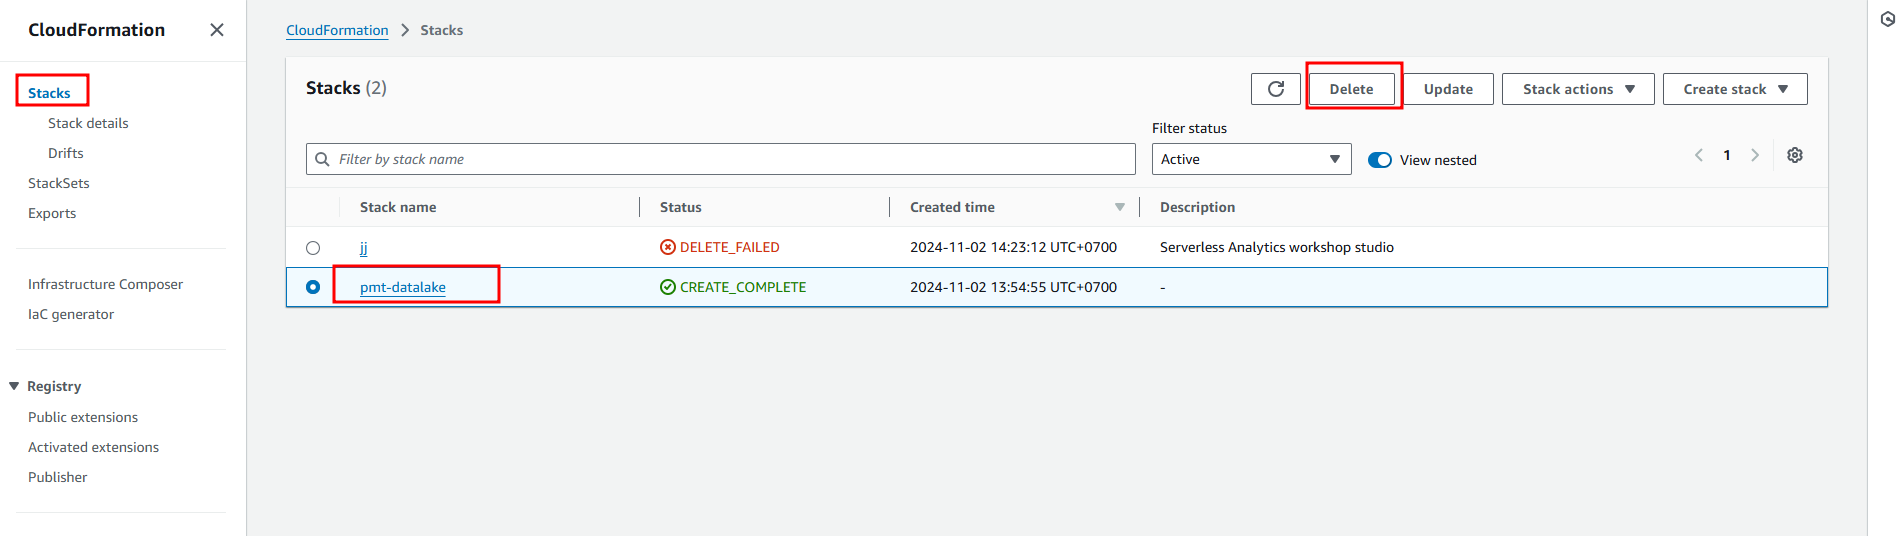 CloudFormation
Stacks
Stack details
Drifts
StackSets
Exports
Infrastructure Composer
IaC generator
Registry
Public extensions
Activated extensions
Publisher
CloudFormation > Stacks
Stacks (2)
Delete
Update
Stack actions
Create stack
Filter by stack name
Filter status
Active
View nested
1
Stack name Status Created time Description
jj DELETE_FAILED 2024-11-02 14:23:12 UTC+0700 Serverless Analytics workshop studio
pmt-datalake CREATE_COMPLETE 2024-11-02 13:54:55 UTC+0700 -